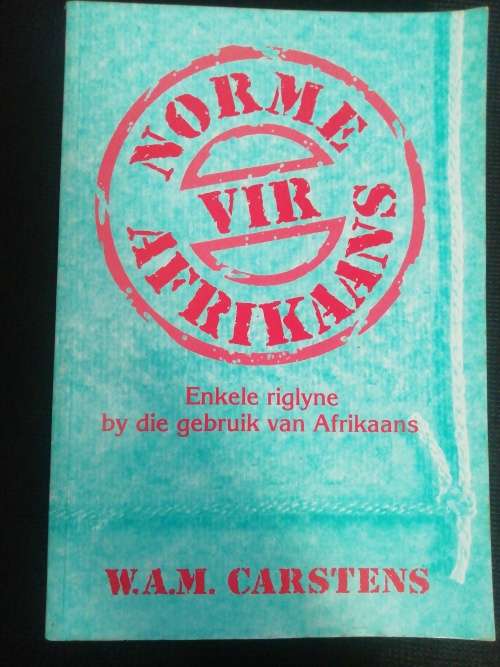 NORME
VIR
AFRIKAANS
Enkele riglyne
by die gebruik van Afrikaans
W.A.M. CARSTENS